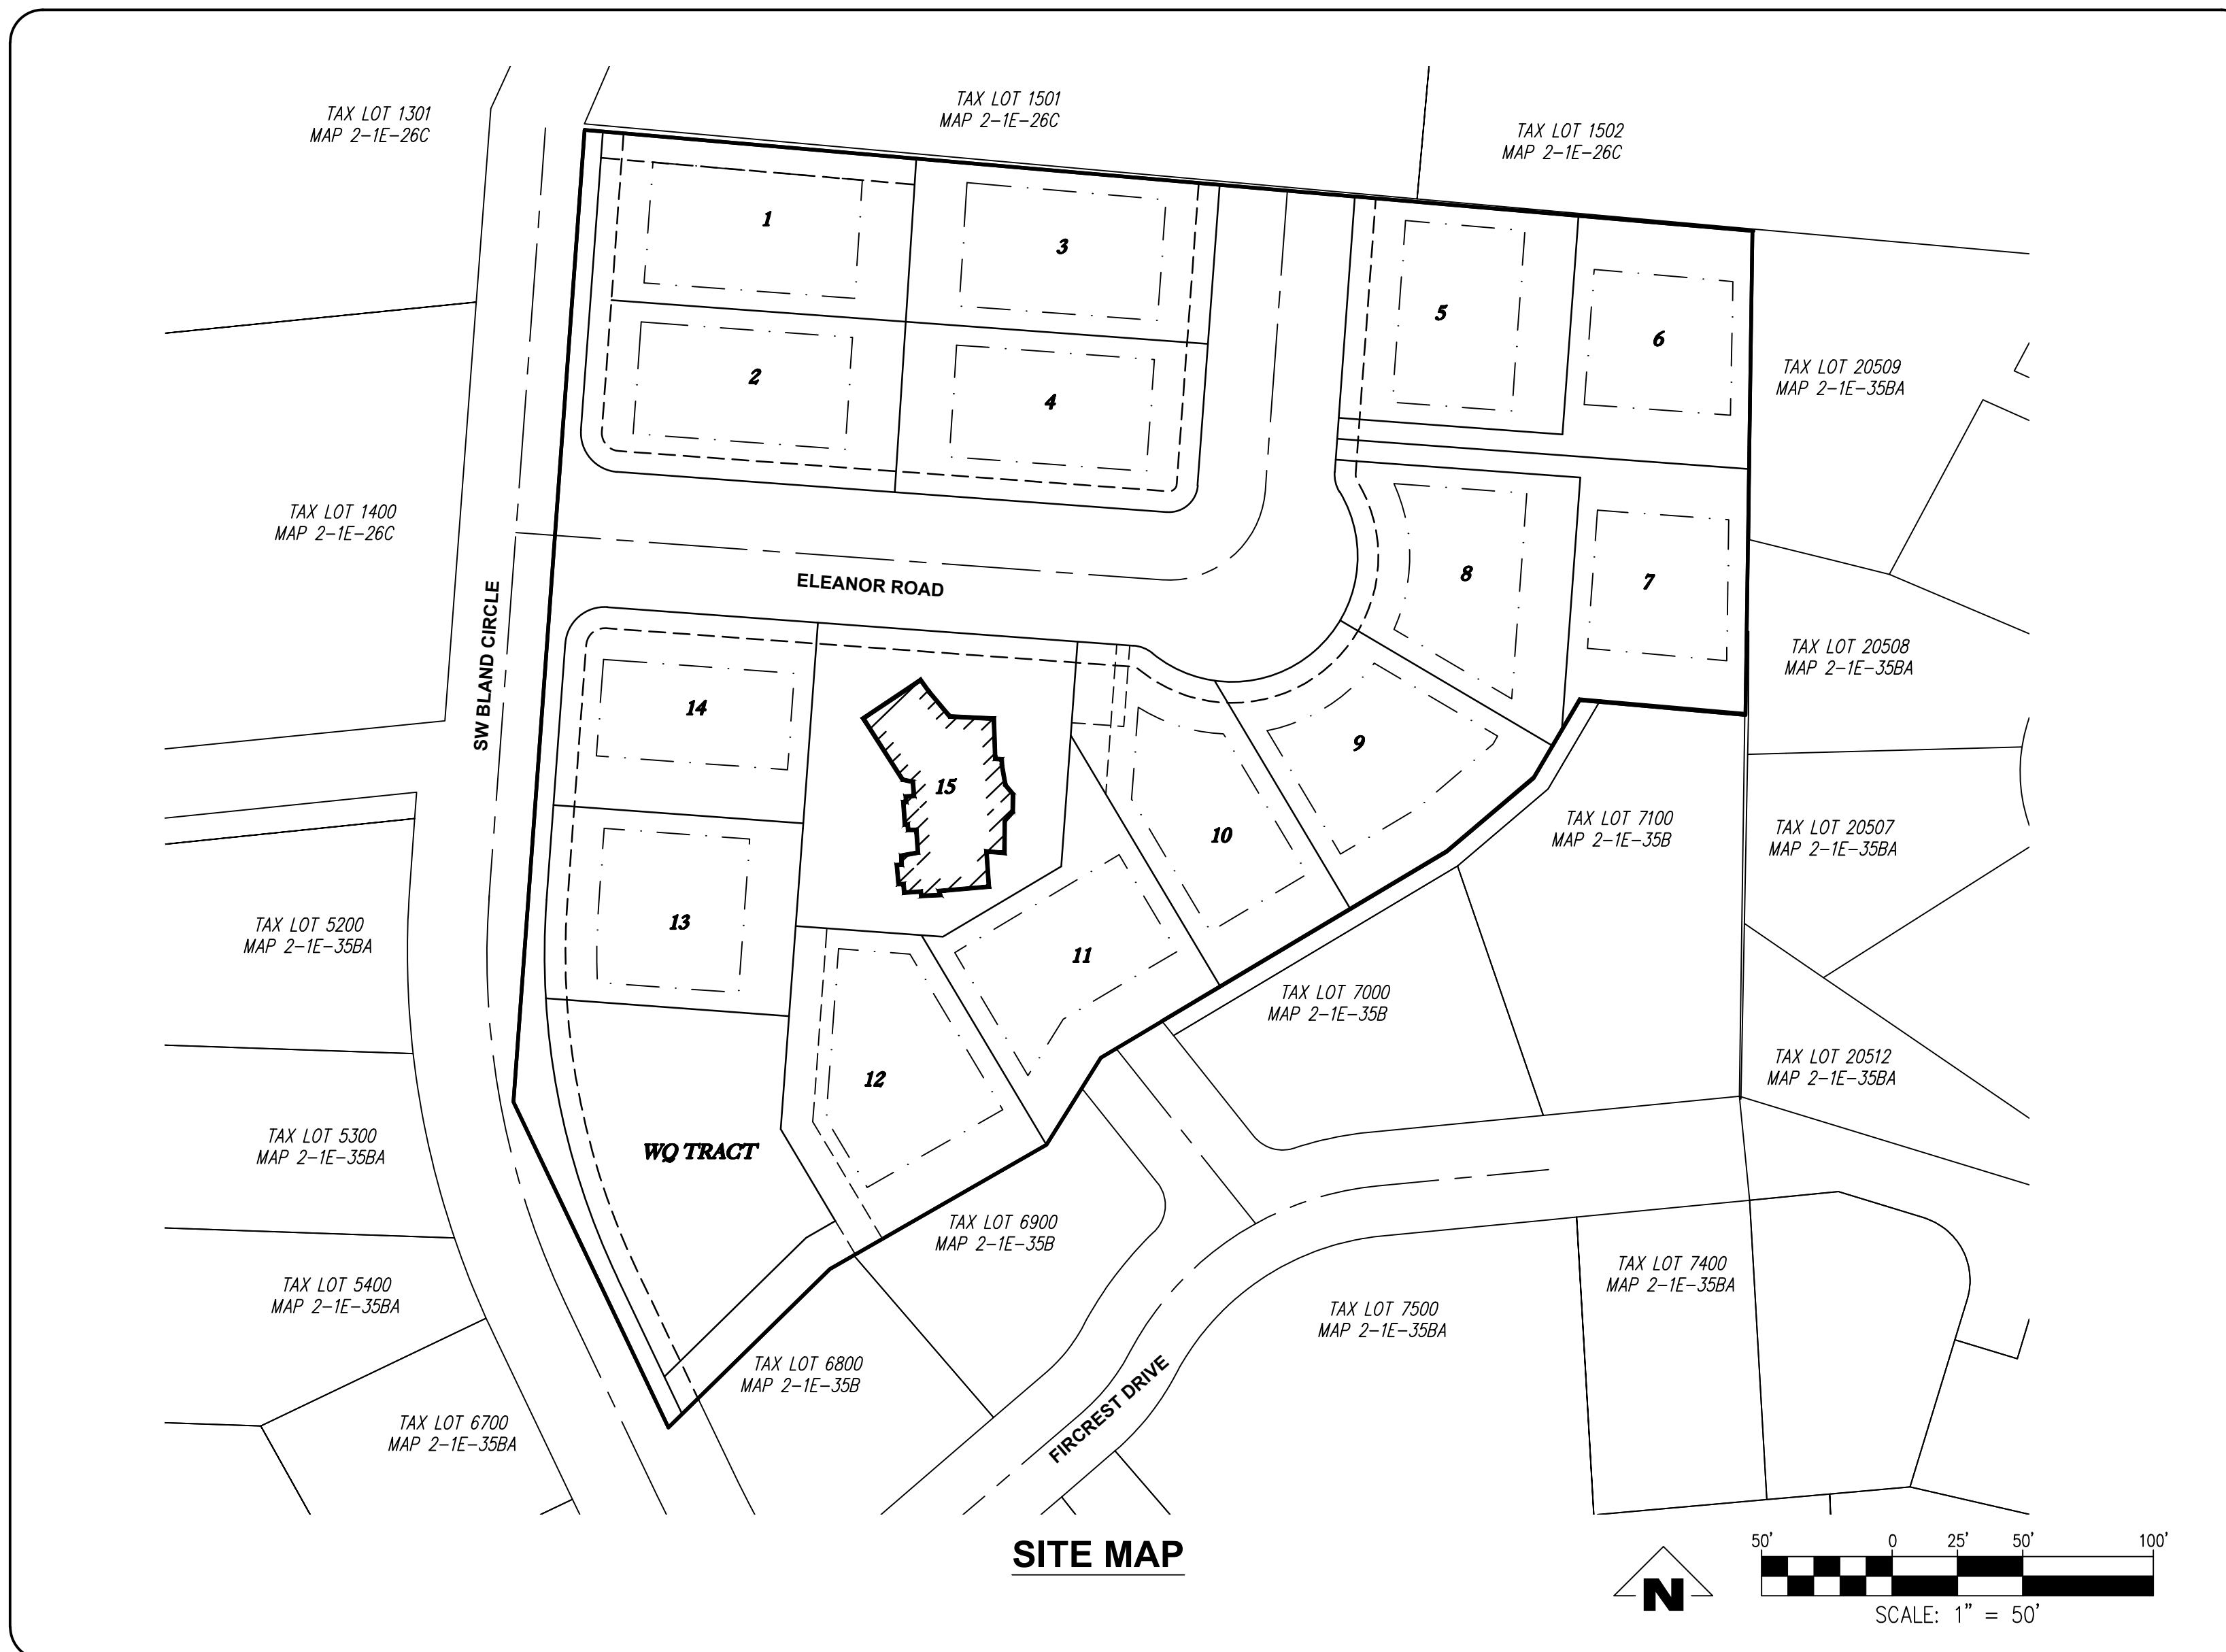 TAX LOT 1301
MAP 2-1E-26C
TAX LOT 1501
MAP 2-1E-26C
TAX LOT 1502
MAP 2-1E-26C
1
3
5
6
2
4
TAX LOT 20509
MAP 2-1E-35BA
TAX LOT 1400
MAP 2-1E-26C
ELEANOR ROAD
8
7
SW BLAND CIRCLE
TAX LOT 20508
MAP 2-1E-35BA
14
15
9
10
TAX LOT 7100
MAP 2-1E-35B
TAX LOT 20507
MAP 2-1E-35BA
TAX LOT 5200
MAP 2-1E-35BA
13
11
TAX LOT 7000
MAP 2-1E-35B
12
TAX LOT 20512
MAP 2-1E-35BA
TAX LOT 5300
MAP 2-1E-35BA
WQ TRACT
TAX LOT 6900
MAP 2-1E-35B
TAX LOT 5400
MAP 2-1E-35BA
TAX LOT 7400
MAP 2-1E-35BA
TAX LOT 7500
MAP 2-1E-35BA
TAX LOT 6800
MAP 2-1E-35B
FIRCREST DRIVE
TAX LOT 6700
MAP 2-1E-35BA
SITE MAP
N
50' 0 25' 50' 100'
SCALE: 1" = 50'